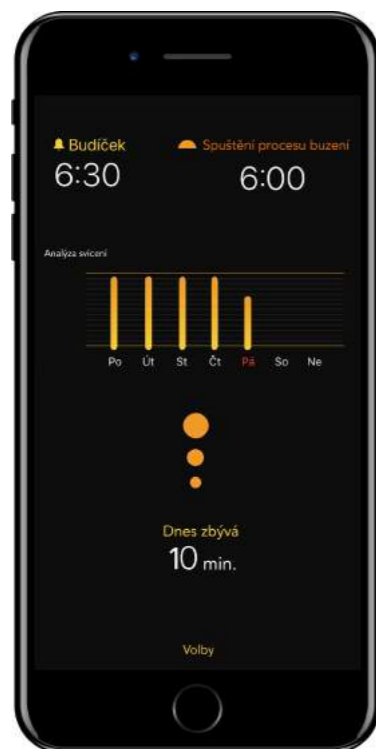 Budíček
Spuštění procesu buzení
6:30
6:00
Analýza svícení
Po Út St Čt Pá So Ne
Dnes zbývá
10 min.
Volby